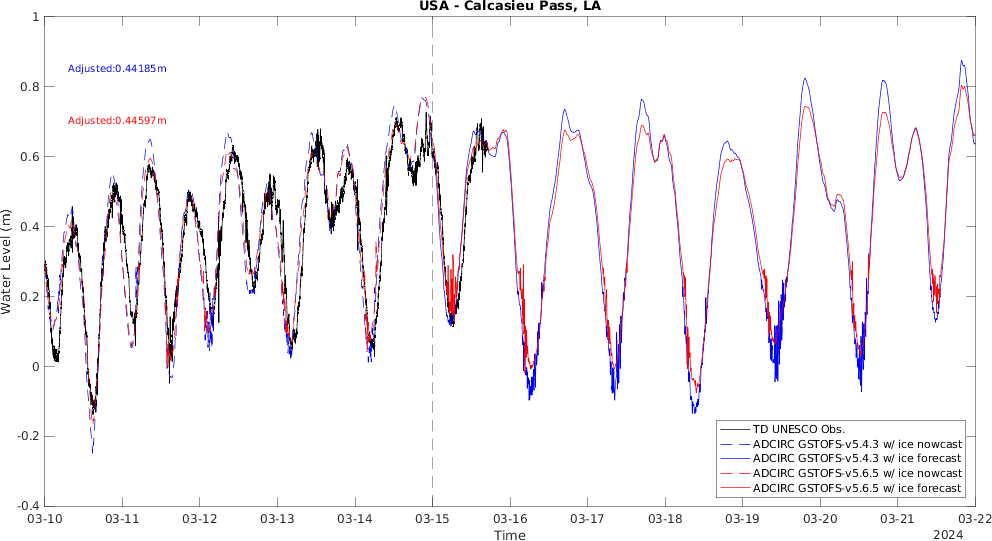 USA - Calcasieu Pass, LA
1
0.8
0.6
0.4
0.2
0
-0.2
-0.4
Water Level (m)
Adjusted:0.44185m
Adjusted:0.44597m
TD UNESCO Obs.
ADCIRC GSTOFS-v5.4.3 w/ ice nowcast
ADCIRC GSTOFS-v5.4.3 w/ ice forecast
ADCIRC GSTOFS-v5.6.5 w/ ice nowcast
ADCIRC GSTOFS-v5.6.5 w/ ice forecast
03-10 03-11 03-12 03-13 03-14 03-15 03-16 03-17 03-18 03-19 03-20 03-21 03-22
Time
2024